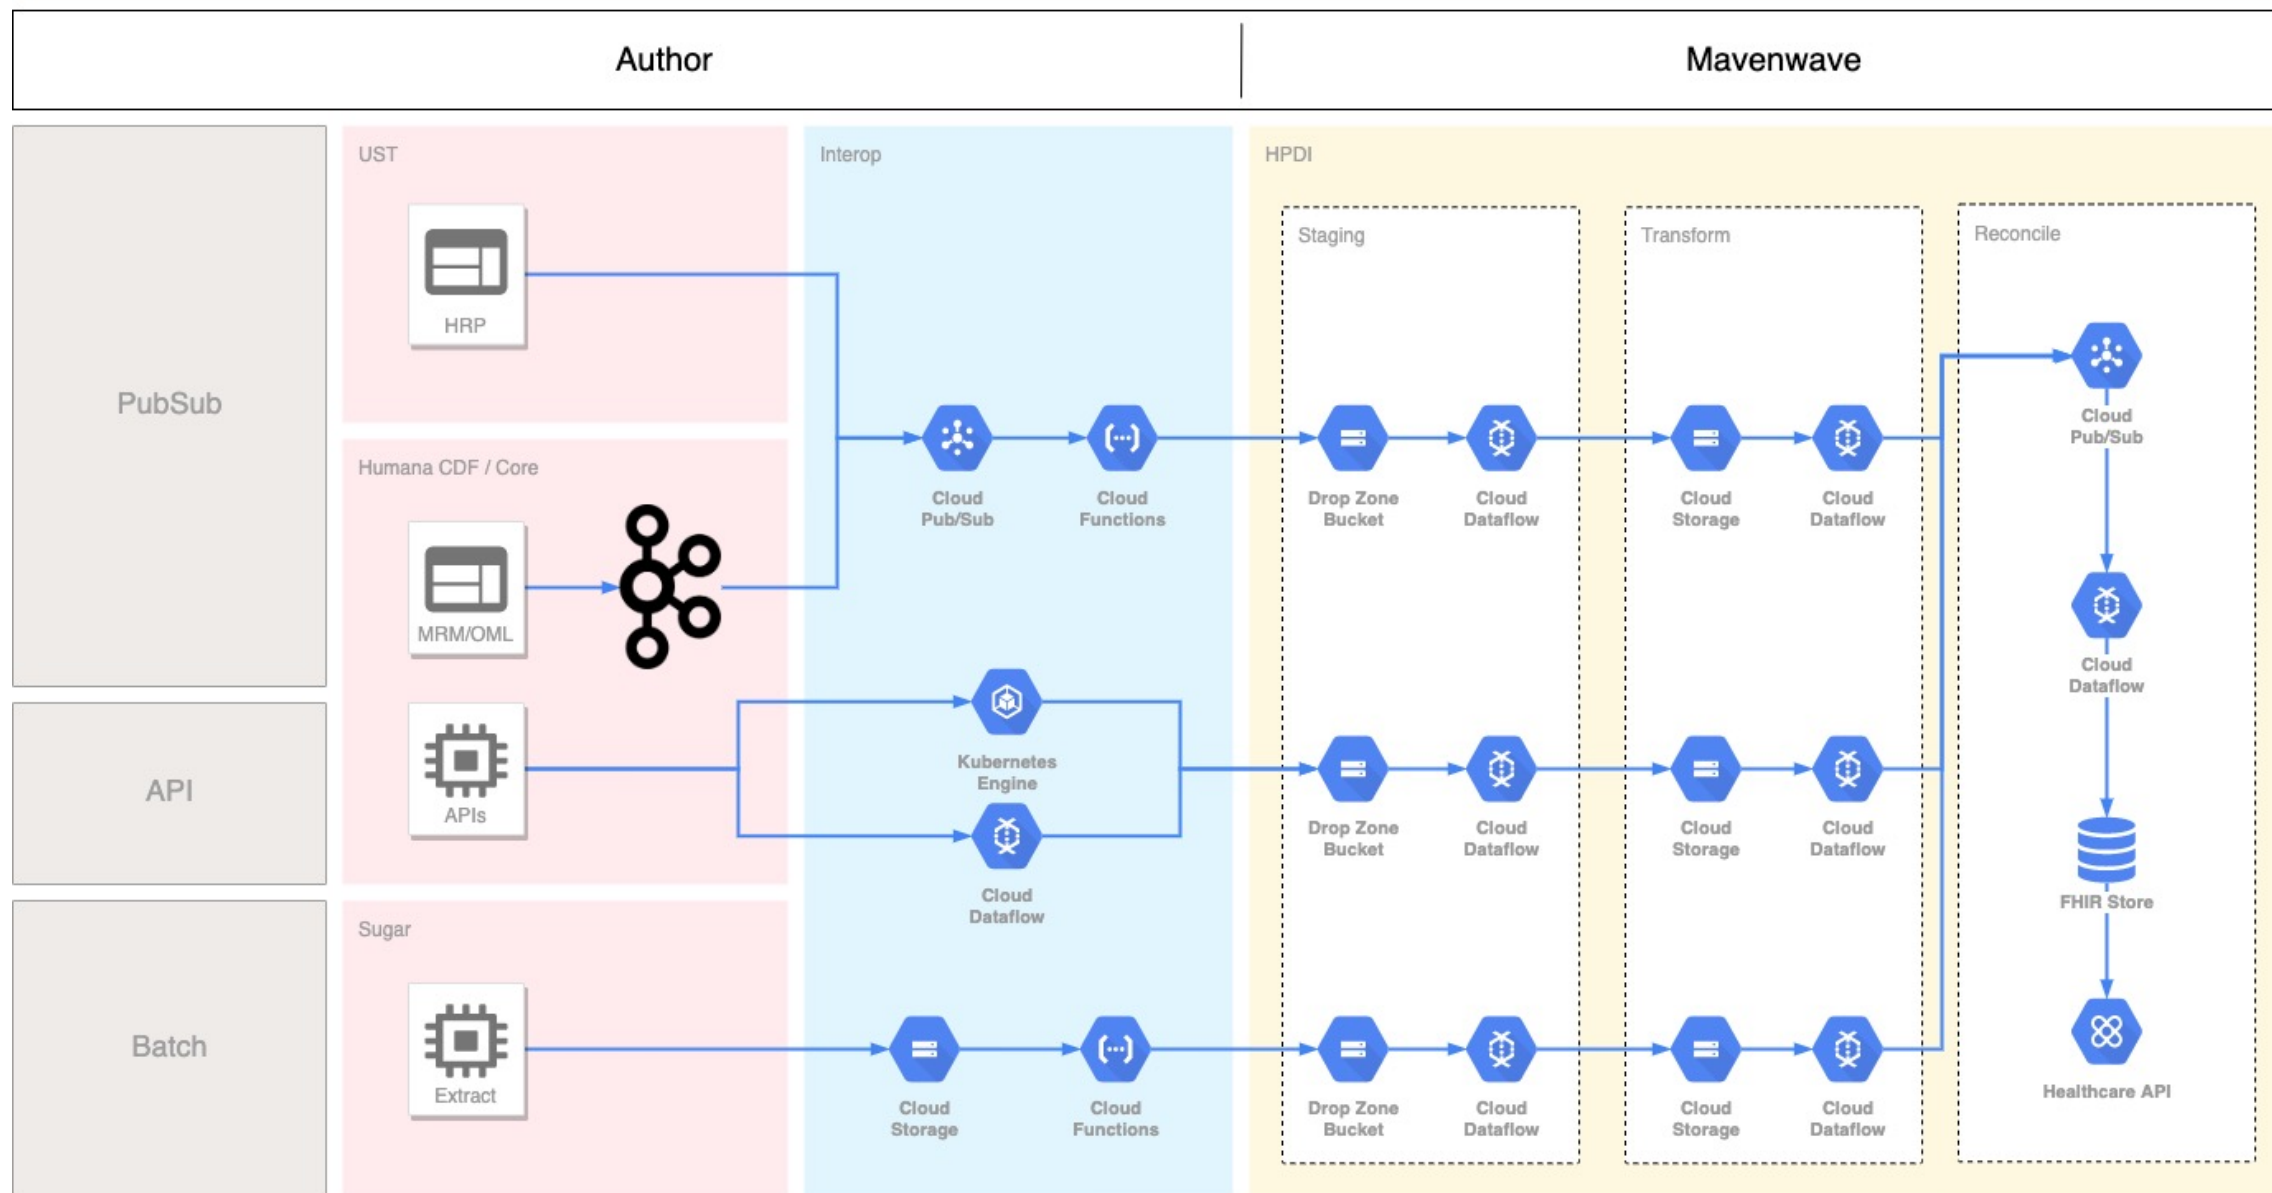 Author
Mavenwave
PubSub
API
Batch
UST
HRP
Humana CDF / Core
MRM/OML
APIs
Sugar
Extract
Interop
Cloud
Pub/Sub
Cloud
Functions
Kubernetes
Engine
Cloud
Dataflow
Cloud
Storage
Cloud
Functions
HPDI
Staging
Drop Zone
Bucket
Cloud
Dataflow
Drop Zone
Bucket
Cloud
Dataflow
Drop Zone
Bucket
Cloud
Dataflow
Transform
Cloud
Storage
Cloud
Dataflow
Cloud
Storage
Cloud
Dataflow
Cloud
Storage
Cloud
Dataflow
Reconcile
Cloud
Pub/Sub
Cloud
Dataflow
FHIR Store
Healthcare API